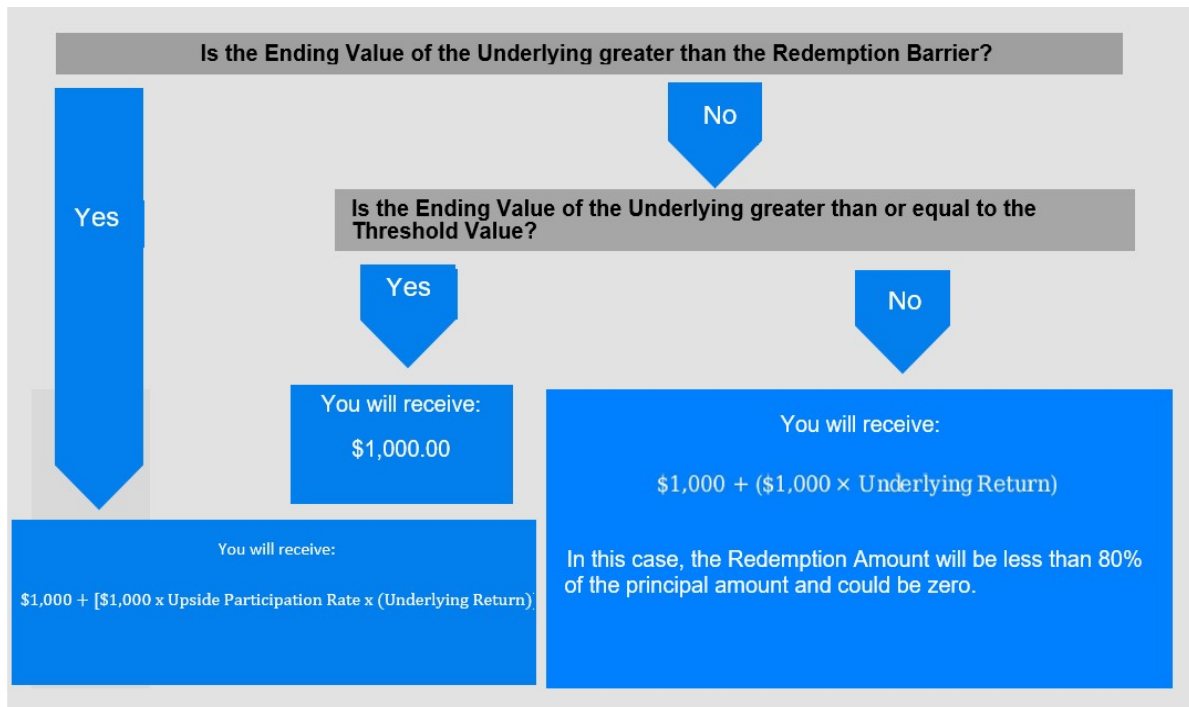 Is the Ending Value of the Underlying greater than the Redemption Barrier?
No
Yes
Is the Ending Value of the Underlying greater than or equal to the
Threshold Value?
Yes
No
You will receive:
$1,000.00
You will receive:
$1,000 + ($1,000 × Underlying Return)
In this case, the Redemption Amount will be less than 80%
of the principal amount and could be zero.
You will receive:
$1,000 + [$1,000 x Upside Participation Rate x (Underlying Return)]